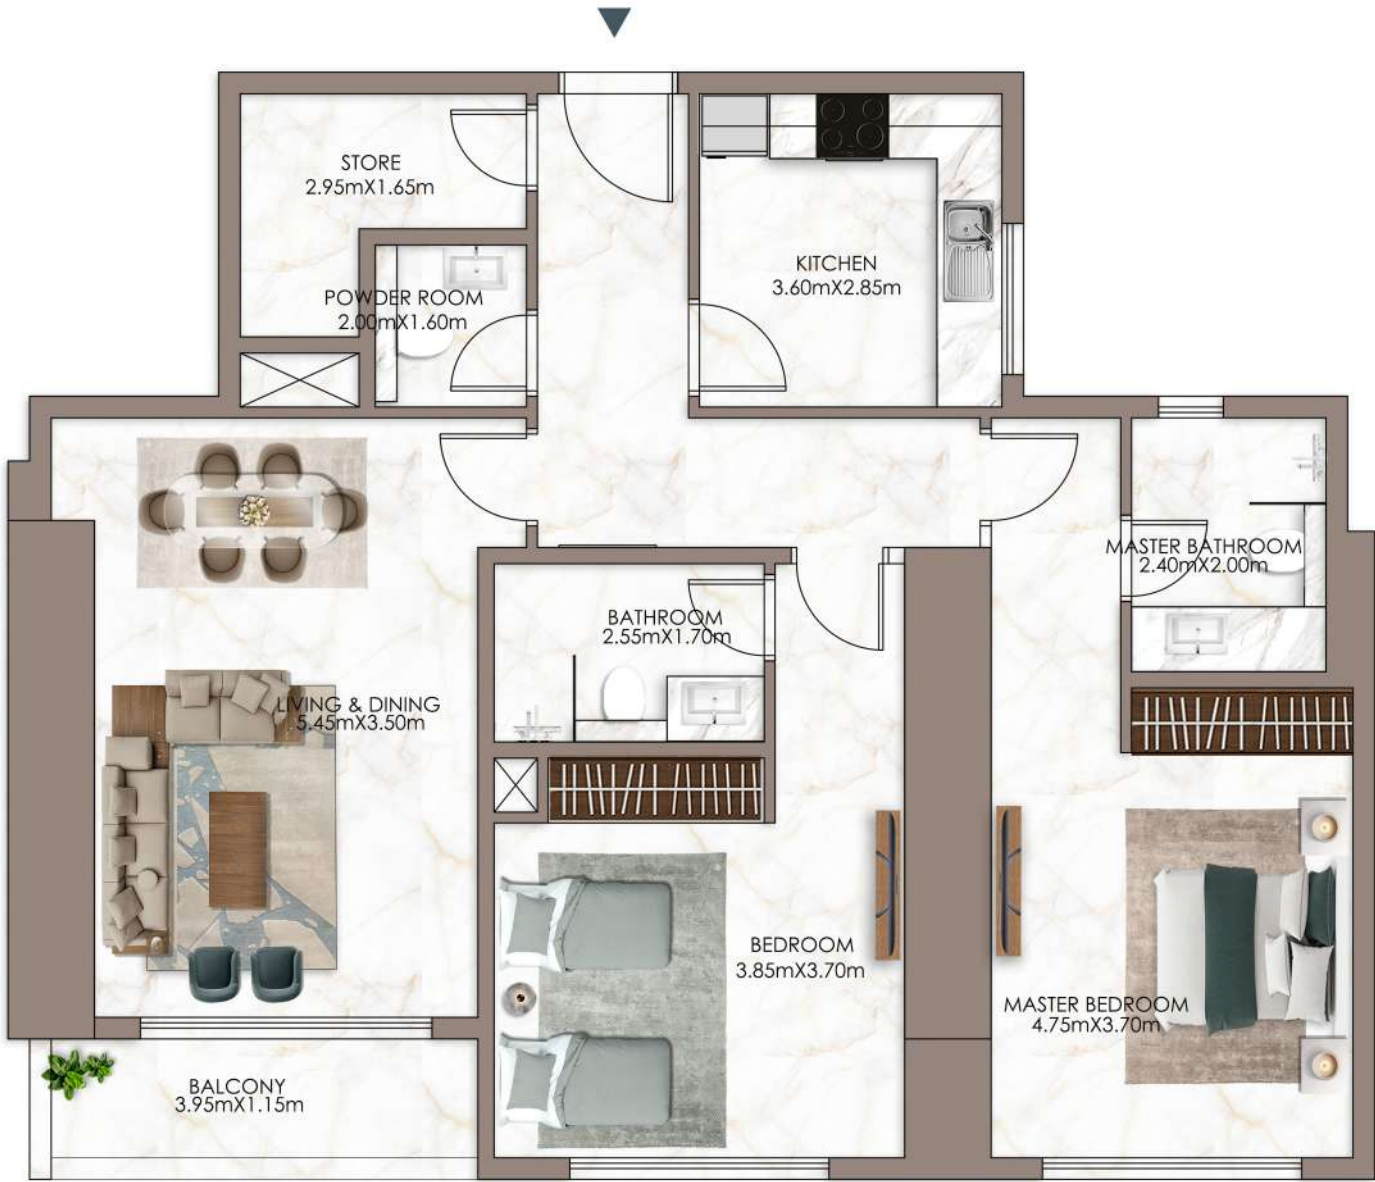 STORE
2.95mX1.65m
KITCHEN
3.60mX2.85m
POWDER ROOM
2.00mX1.60m
MASTER BATHROOM
2.40mX2.00m
BATHROOM
2.55mX1.70m
LIVING & DINING
5.45mX3.50m
BEDROOM
3.85mX3.70m
MASTER BEDROOM
4.75mX3.70m
BALCONY
3.95mX1.15m